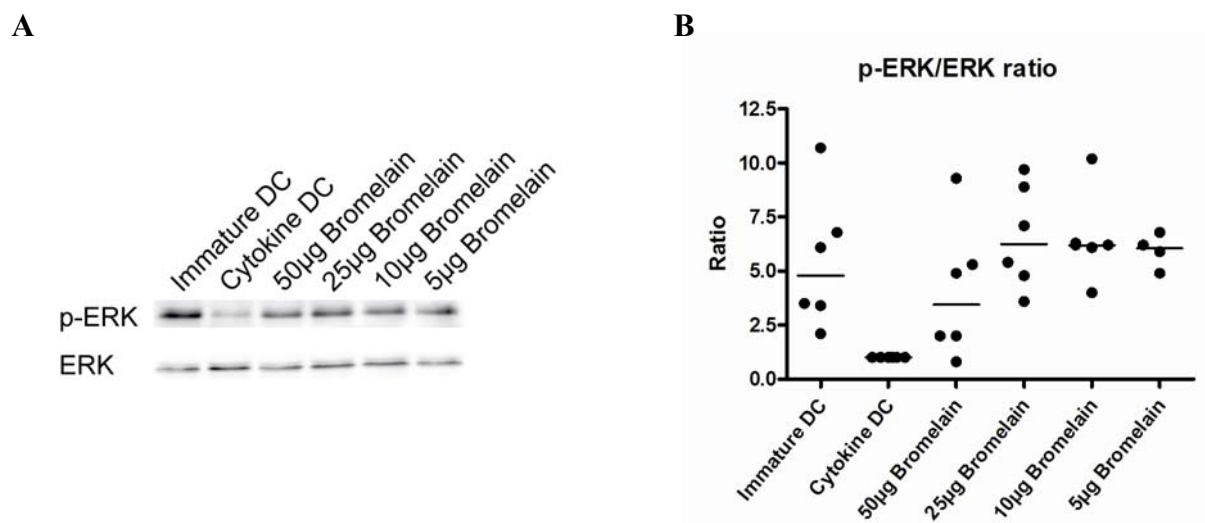 A
Immature DC
Cytokine DC
50µg Bromelain
25µg Bromelain
10µg Bromelain
5µg Bromelain
p-ERK
ERK
B
p-ERK/ERK ratio
12.5
10.0
7.5
5.0
2.5
0.0
Ratio
Immature DC
Cytokine DC
50µg Bromelain
25µg Bromelain
10µg Bromelain
5µg Bromelain